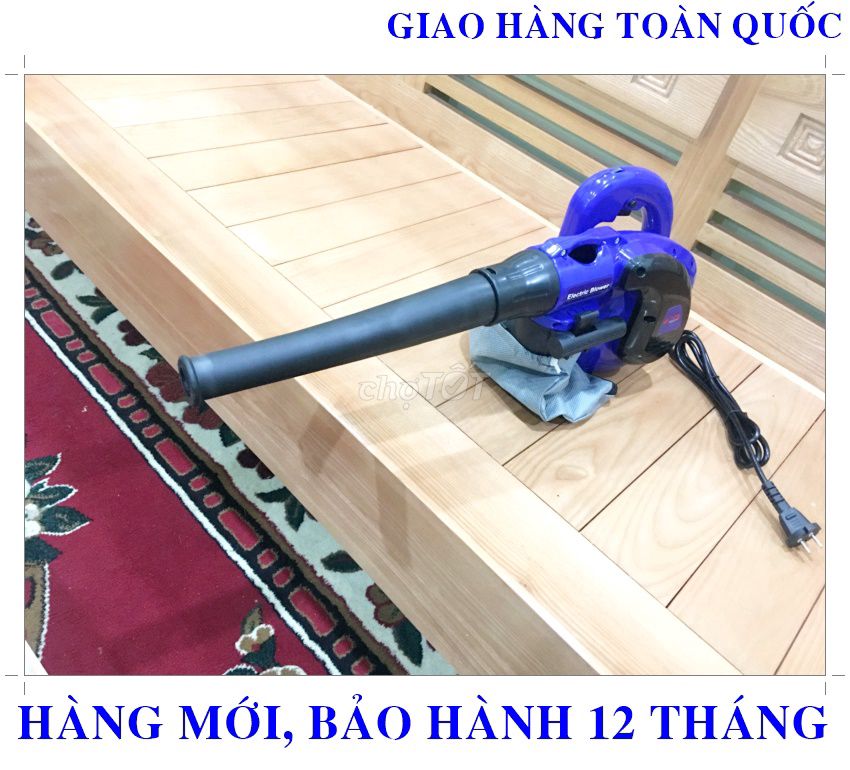 GIAO HÀNG TOÀN QUỐC
Electric Blower
chợTỐT
HÀNG MỚI, BẢO HÀNH 12 THÁNG